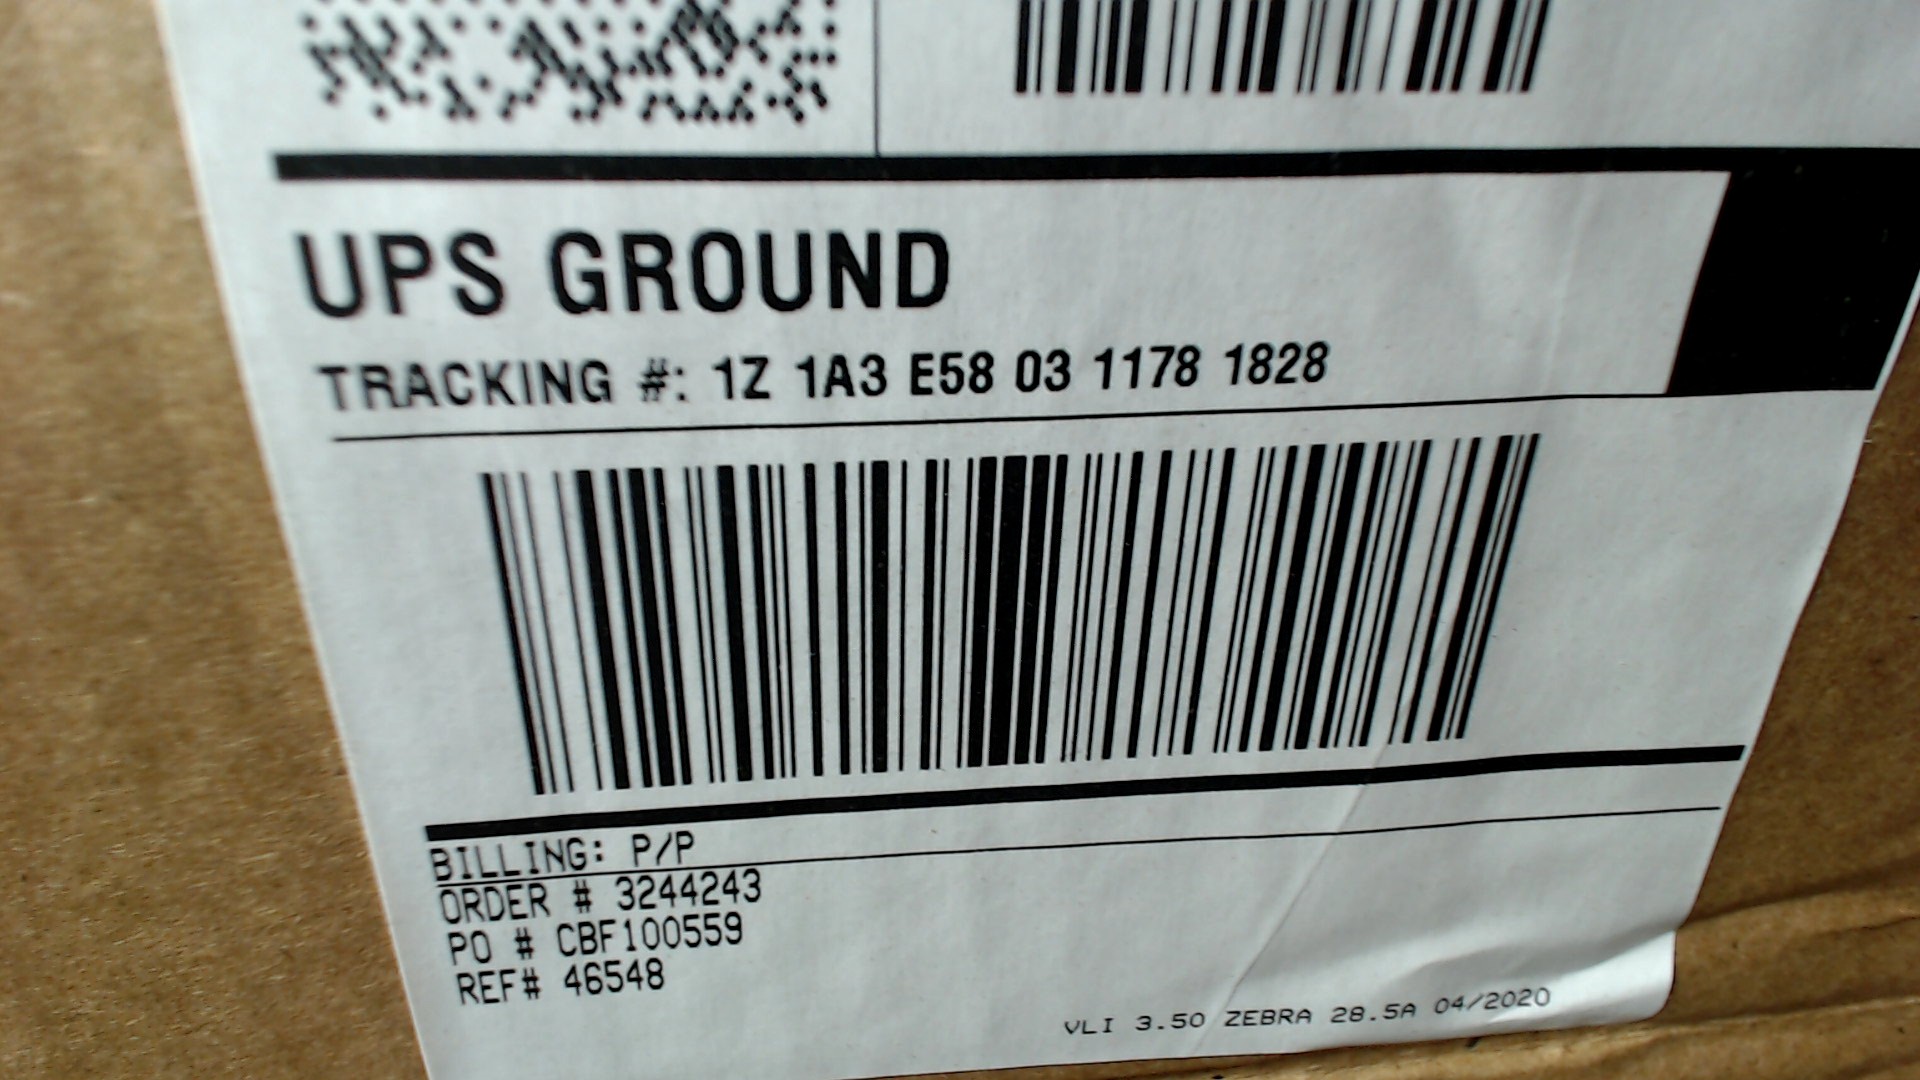 UPS GROUND
TRACKING #: 1Z 1A3 E58 03 1178 1828
BILLING: P/P
ORDER # 3244243
PO # CBF100559
REF# 46548
VLI 3.50 ZEBRA 28.5A 04/2020